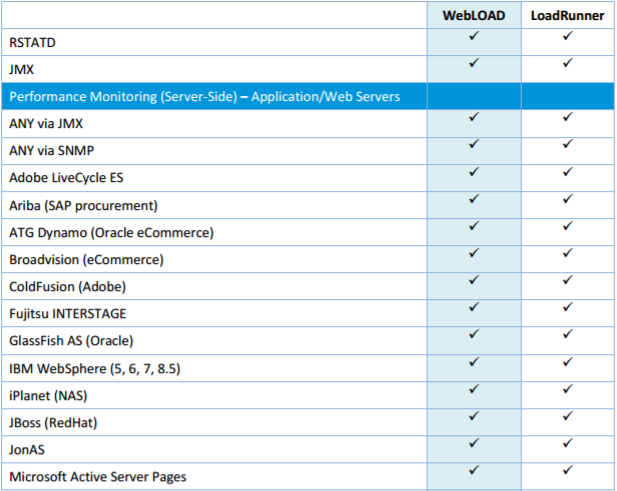 WebLOAD LoadRunner
RSTATD ✓ ✓
JMX ✓ ✓
Performance Monitoring (Server-Side) – Application/Web Servers
ANY via JMX ✓ ✓
ANY via SNMP ✓ ✓
Adobe LiveCycle ES ✓ ✓
Ariba (SAP procurement) ✓ ✓
ATG Dynamo (Oracle eCommerce) ✓ ✓
Broadvision (eCommerce) ✓ ✓
ColdFusion (Adobe) ✓ ✓
Fujitsu INTERSTAGE ✓ ✓
GlassFish AS (Oracle) ✓ ✓
IBM WebSphere (5, 6, 7, 8.5) ✓ ✓
iPlanet (NAS) ✓ ✓
JBoss (RedHat) ✓ ✓
JonAS ✓ ✓
Microsoft Active Server Pages ✓ ✓